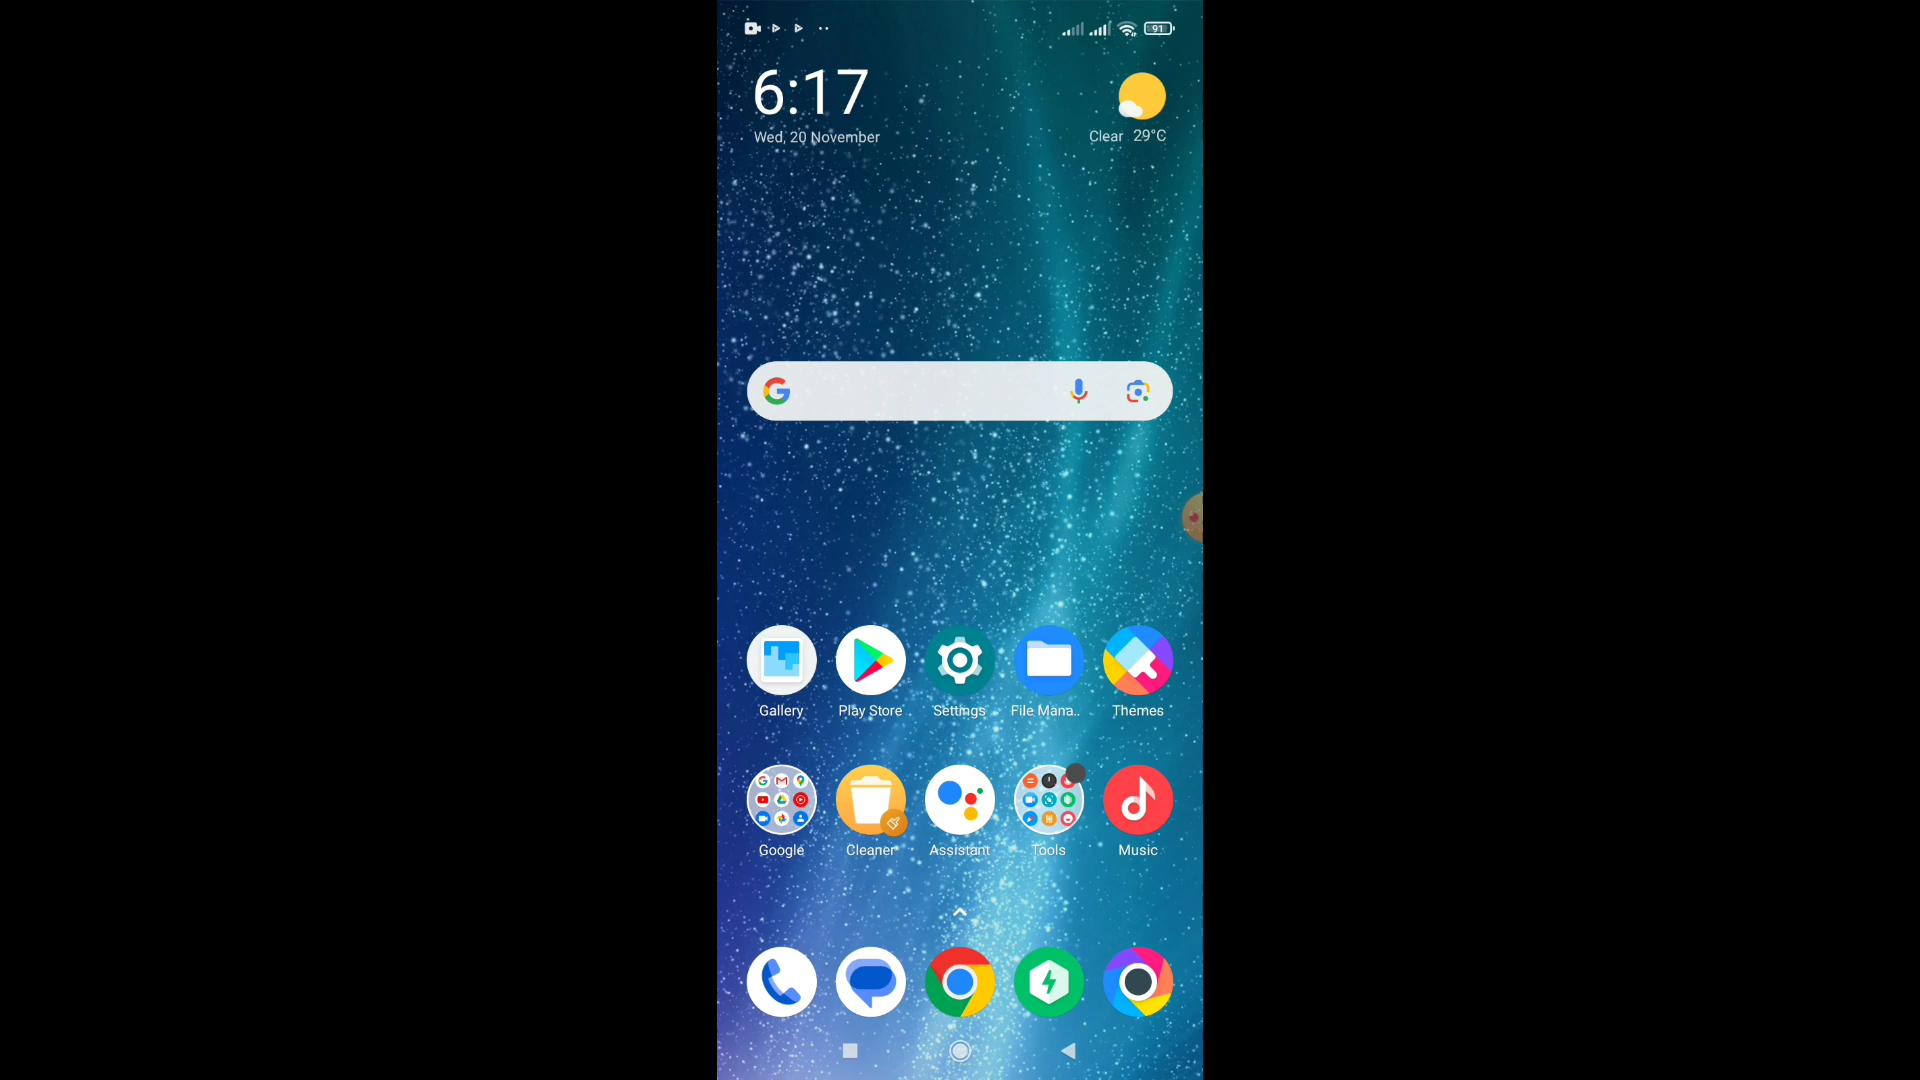 91
6:17
Wed, 20 November
Clear 29°C
Gallery
Play Store
Settings
File Mana..
Themes
Google
Cleaner
Assistant
Tools
Music